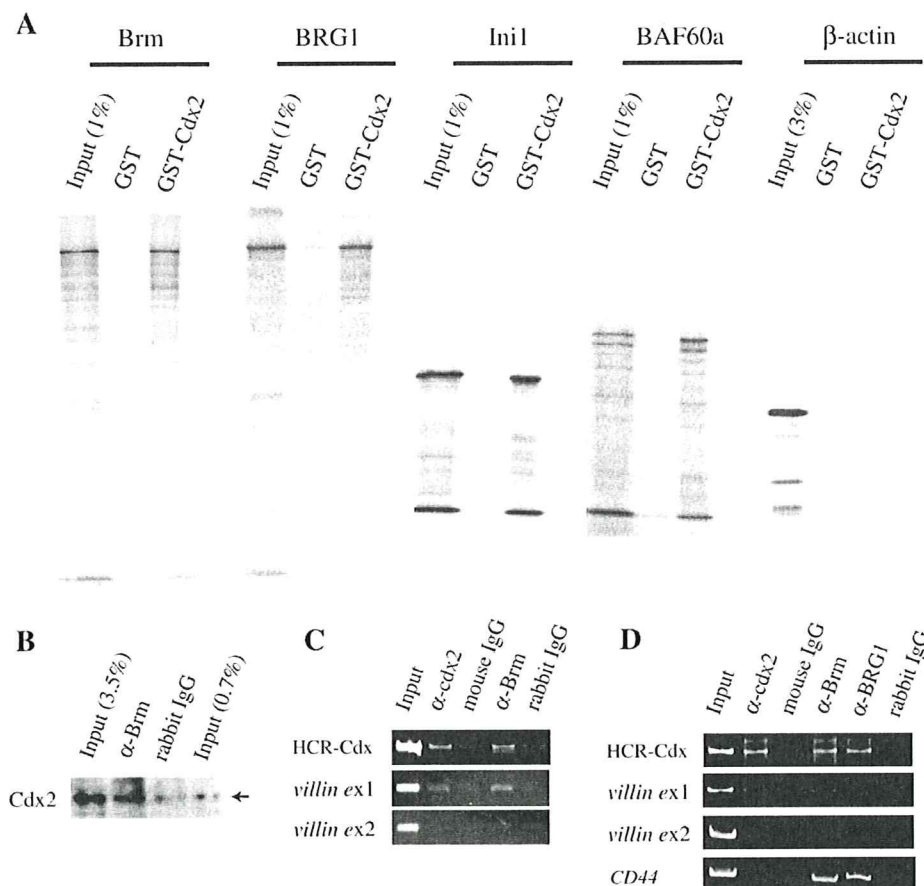 A
Brm
BRG1
Ini1
BAF60a
β-actin
Input (1%)
GST
GST-Cdx2
Input (1%)
GST
GST-Cdx2
Input (1%)
GST
GST-Cdx2
Input (1%)
GST
GST-Cdx2
Input (3%)
GST
GST-Cdx2
B
Input (3.5%)
α-Brm
rabbit IgG
Input (0.7%)
Cdx2
C
Input
α-cdx2
mouse IgG
α-Brm
rabbit IgG
HCR-Cdx
villin ex1
villin ex2
D
Input
α-cdx2
mouse IgG
α-Brm
α-BRG1
rabbit IgG
HCR-Cdx
villin ex1
villin ex2
CD44